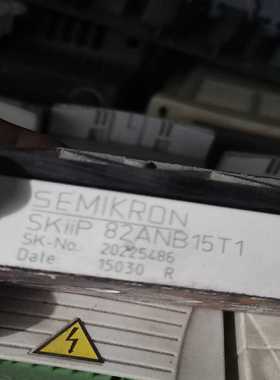 SEMIKRON
SKiiP 82ANB15T1
SK-No. 20225486
Date: 15030 R